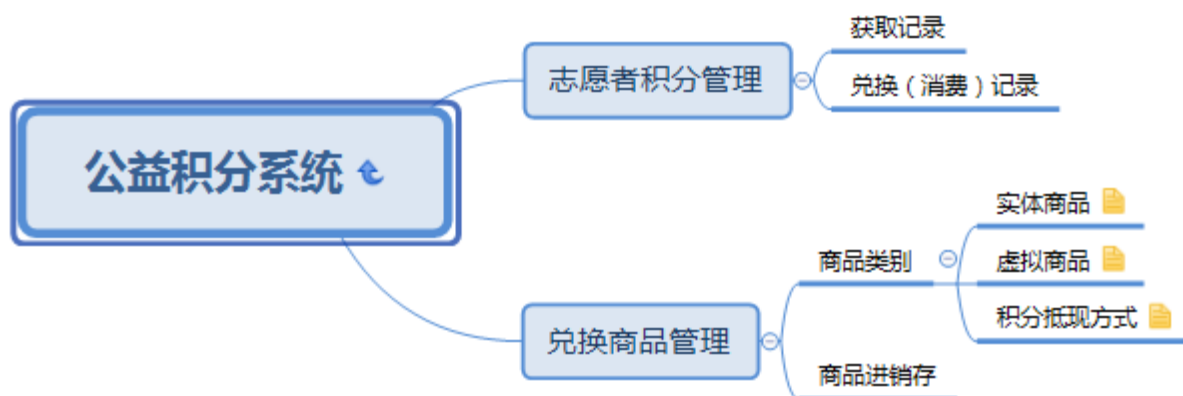 获取记录
志愿者积分管理
兑换（消费）记录
公益积分系统
实体商品
商品类别
虚拟商品
积分抵现方式
兑换商品管理
商品进销存